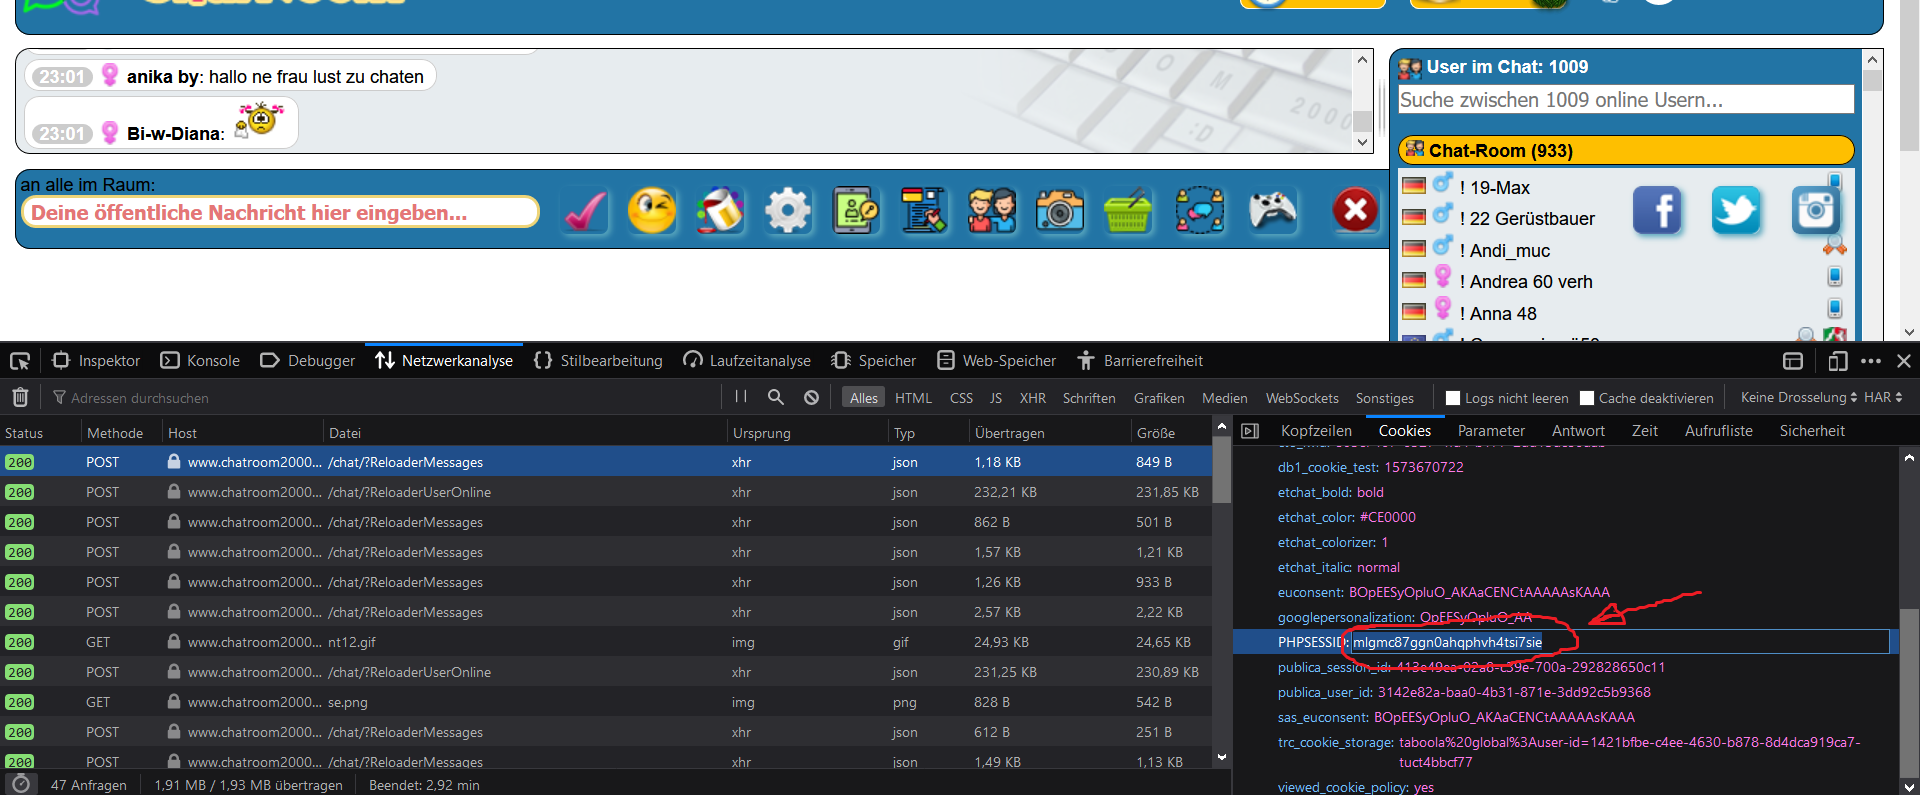 23:01 anika by: hallo ne frau lust zu chaten
23:01 Bi-w-Diana:
an alle im Raum:
Deine öffentliche Nachricht hier eingeben...
User im Chat: 1009
Suche zwischen 1009 online Usern...
Chat-Room (933)
! 19-Max
! 22 Gerüstbauer
! Andi_muc
! Andrea 60 verh
! Anna 48
Inspektor Konsole Debugger Netzwerkanalyse Stilbearbeitung Laufzeitanalyse Speicher Web-Speicher Barrierefreiheit
Adressen durchsuchen Alles HTML CSS JS XHR Schriften Grafiken Medien WebSockets Sonstiges Logs nicht leeren Cache deaktivieren Keine Drosselung HAR
Status Methode Host Datei Ursprung Typ Übertragen Größe
200 POST www.chatroom2000... /chat/?ReloaderMessages xhr json 1,18 KB 849 B
200 POST www.chatroom2000... /chat/?ReloaderUserOnline xhr json 232,21 KB 231,85 KB
200 POST www.chatroom2000... /chat/?ReloaderMessages xhr json 862 B 501 B
200 POST www.chatroom2000... /chat/?ReloaderMessages xhr json 1,57 KB 1,21 KB
200 POST www.chatroom2000... /chat/?ReloaderMessages xhr json 1,26 KB 933 B
200 POST www.chatroom2000... /chat/?ReloaderMessages xhr json 2,57 KB 2,22 KB
200 GET www.chatroom2000... nt12.gif img gif 24,93 KB 24,65 KB
200 POST www.chatroom2000... /chat/?ReloaderUserOnline xhr json 231,25 KB 230,89 KB
200 GET www.chatroom2000... se.png img png 828 B 542 B
200 POST www.chatroom2000... /chat/?ReloaderMessages xhr json 612 B 251 B
200 POST www.chatroom2000... /chat/?ReloaderMessages xhr json 1,49 KB 1,13 KB
47 Anfragen 1,91 MB / 1,93 MB übertragen Beendet: 2,92 min
Kopfzeilen Cookies Parameter Antwort Zeit Aufrufliste Sicherheit
db1_cookie_test: 1573670722
etchat_bold: bold
etchat_color: #CE0000
etchat_colorizer: 1
etchat_italic: normal
euconsent: BOpEESyOpluO_AKAaCENCtAAAAAsKAAA
googlepersonalization: OpEESyOpluO_AA
PHPSESSID: mlgmc87ggn0ahqphvh4tsi7sie
publica_session_id: 413e49ca-02a8-c39e-700a-292828650c11
publica_user_id: 3142e82a-baa0-4b31-871e-3dd92c5b9368
sas_euconsent: BOpEESyOpluO_AKAaCENCtAAAAAsKAAA
trc_cookie_storage: taboola%20global%3Auser-id=1421bfbe-c4ee-4630-b878-8d4dca919ca7-
tuct4bbcf77
viewed_cookie_policy: yes